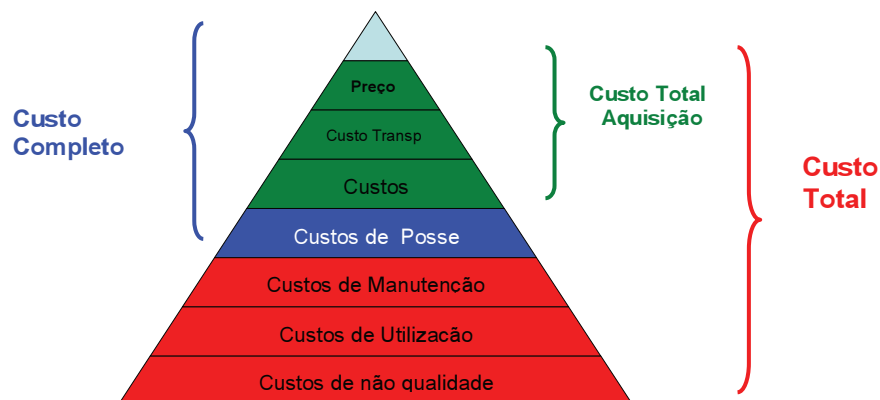 Preço
Custo Transp
Custos
Custos de Posse
Custos de Manutencão
Custos de Utilizacão
Custos de não qualidade
Custo
Completo
Custo Total
Aquisição
Custo
Total